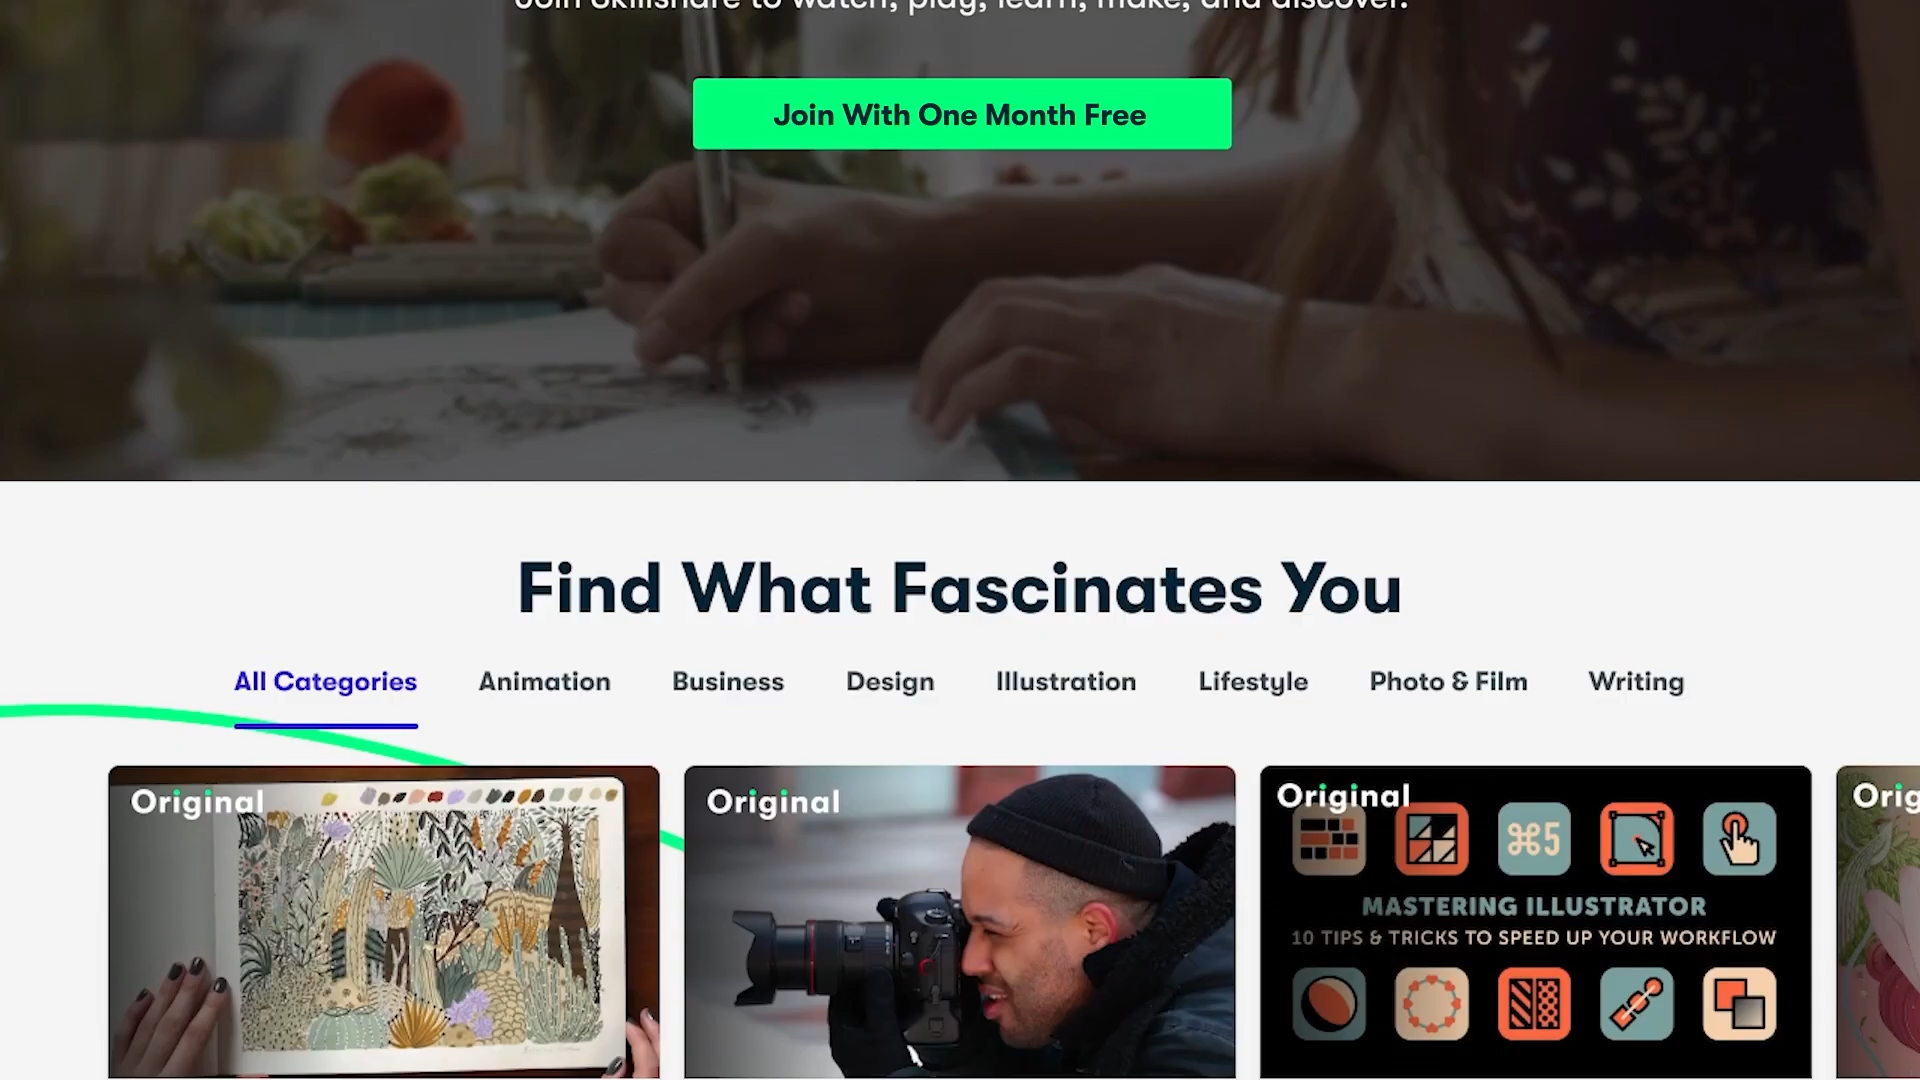 Join Skillshare to watch, play, learn, make, and discover.
Join With One Month Free
Find What Fascinates You
All Categories Animation Business Design Illustration Lifestyle Photo & Film Writing
Original Original Original Orig
⌘5
MASTERING ILLUSTRATOR
10 TIPS & TRICKS TO SPEED UP YOUR WORKFLOW